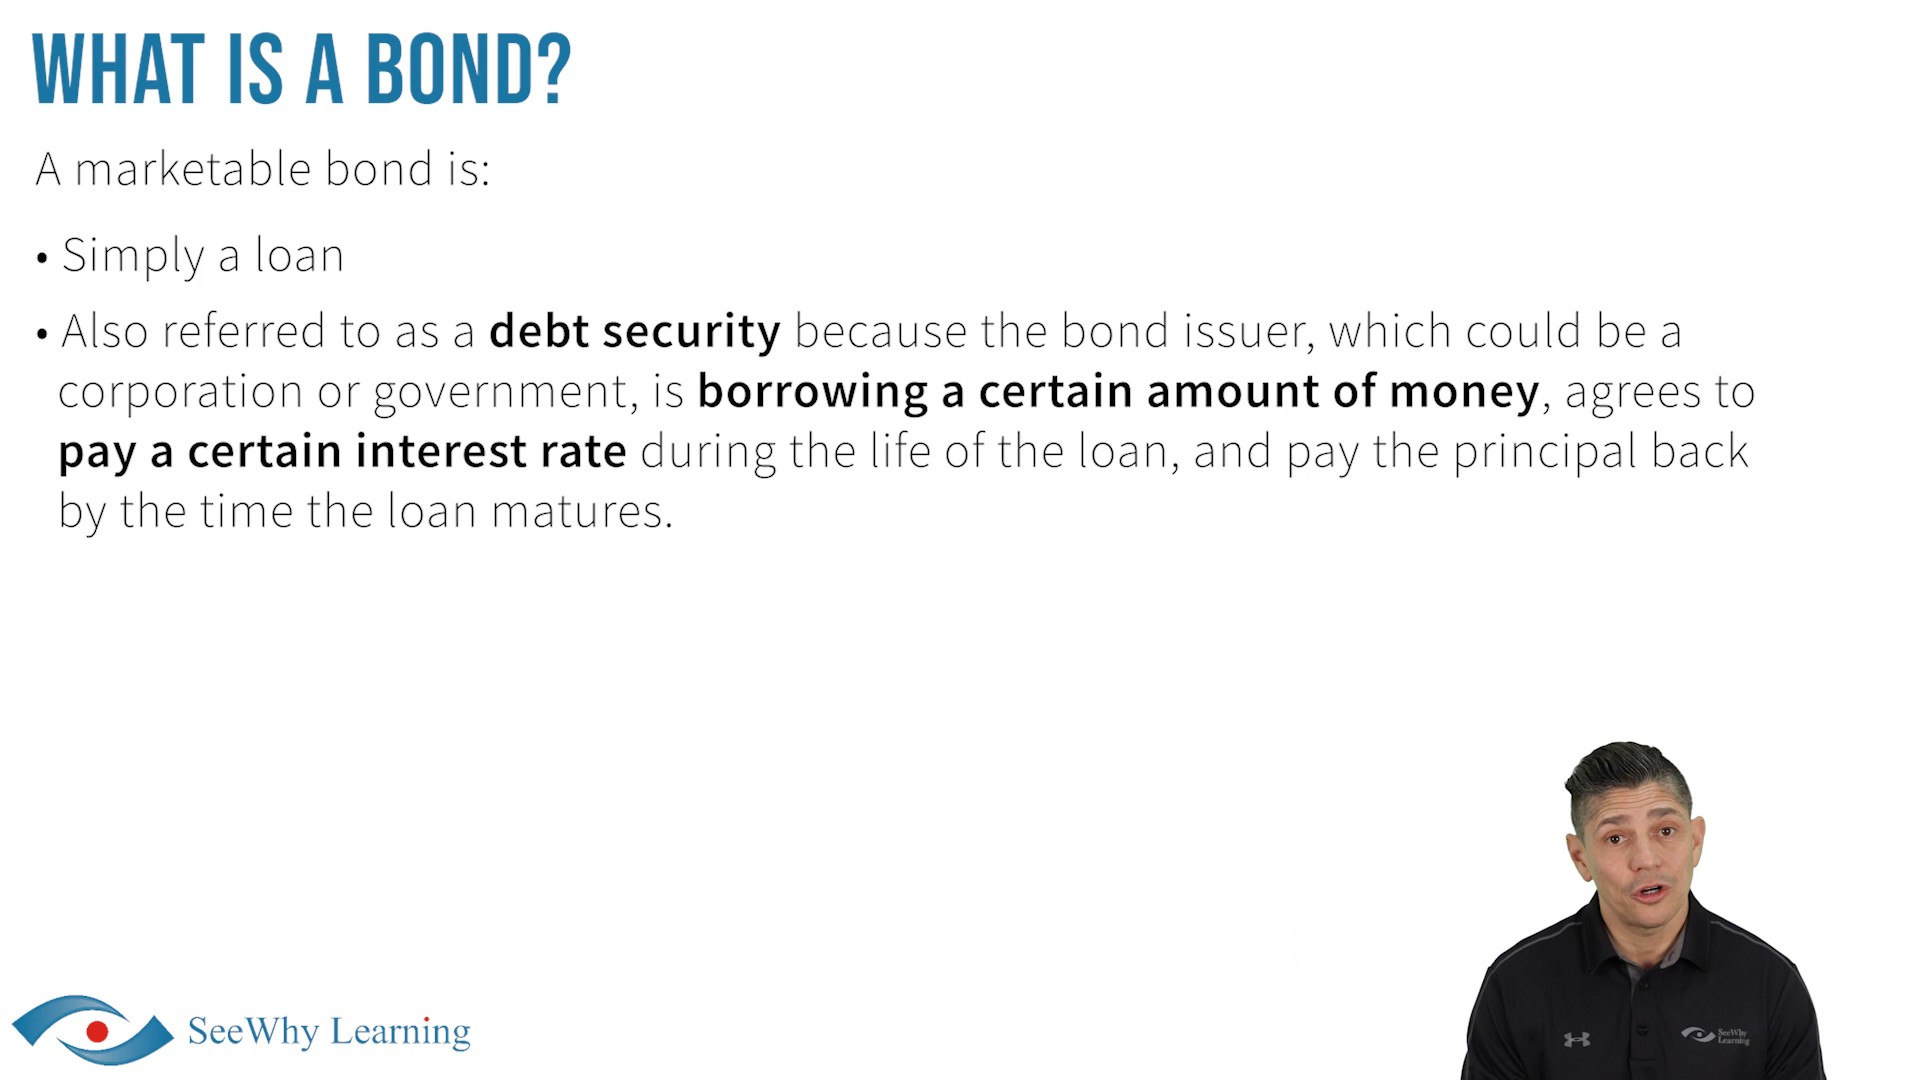 WHAT IS A BOND?
A marketable bond is:
• Simply a loan
• Also referred to as a debt security because the bond issuer, which could be a
corporation or government, is borrowing a certain amount of money, agrees to
pay a certain interest rate during the life of the loan, and pay the principal back
by the time the loan matures.
SeeWhy Learning
SeeWhy
Learning